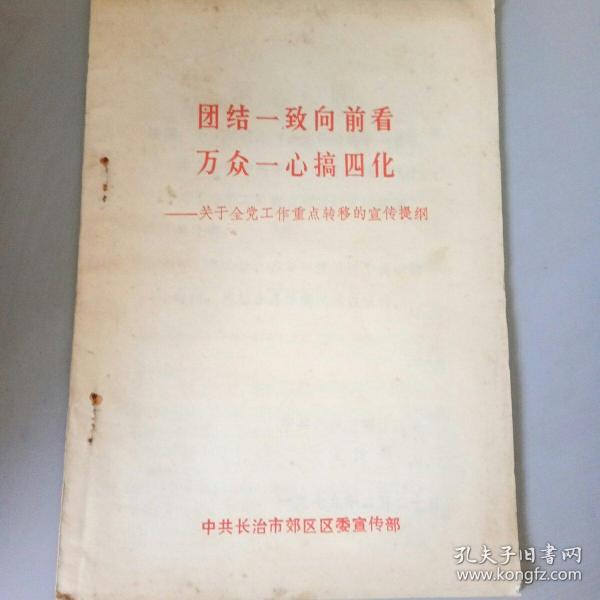 团结一致向前看
万众一心搞四化
——关于全党工作重点转移的宣传提纲
中共长治市郊区区委宣传部
孔夫子旧书网
www.kongfz.com